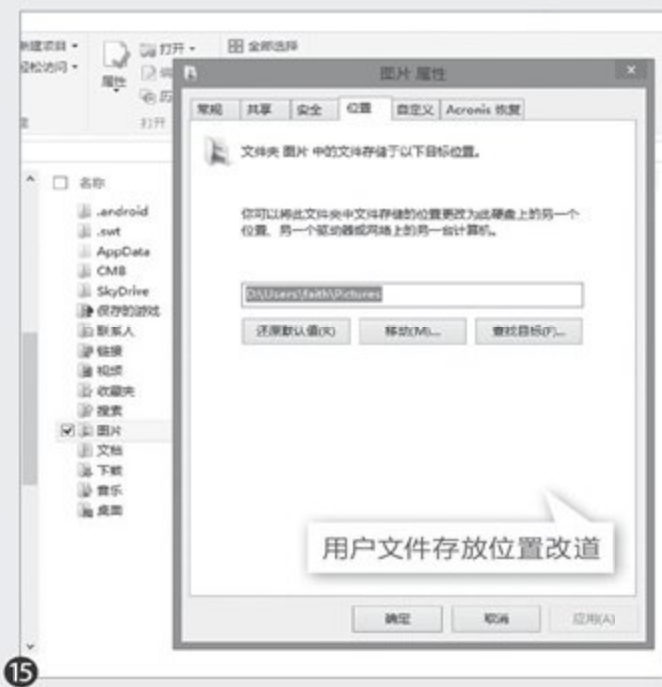 新建项目
轻松访问
属性
打开
打开
全部选择
图片 属性
常规 共享 安全 位置 自定义 Acronis 恢复
文件夹 图片 中的文件存储于以下目标位置。
你可以将此文件夹中文件存储的位置更改为此硬盘上的另一个
位置、另一个驱动器或网络上的另一台计算机。
D:\Users\faith\Pictures
还原默认值(R) 移动(M)... 查找目标(F)...
名称
.android
.swt
AppData
CMB
SkyDrive
保存的游戏
联系人
链接
视频
收藏夹
搜索
图片
文档
下载
音乐
桌面
用户文件存放位置改道
确定 取消 应用(A)
15